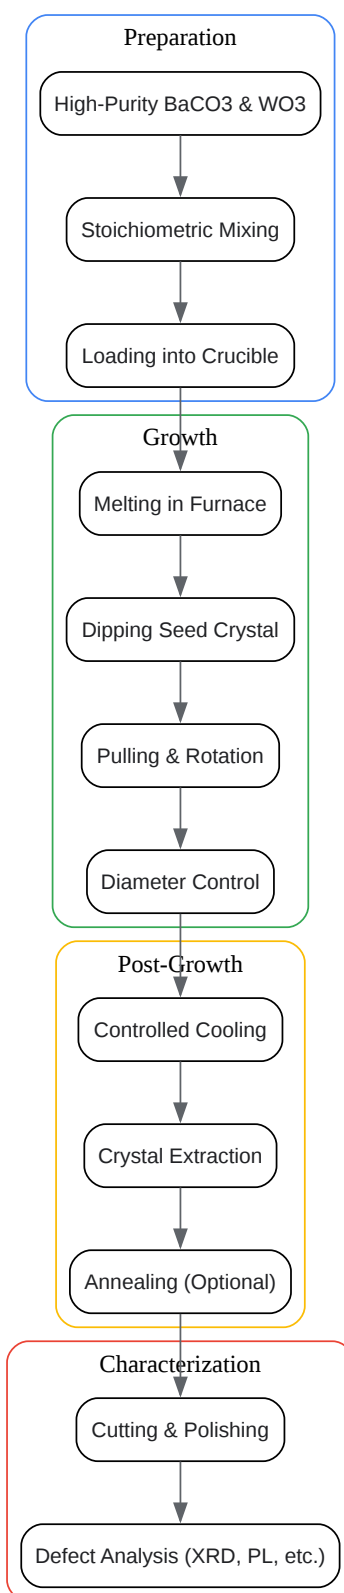 Preparation
High-Purity BaCO3 & WO3
Stoichiometric Mixing
Loading into Crucible
Growth
Melting in Furnace
Dipping Seed Crystal
Pulling & Rotation
Diameter Control
Post-Growth
Controlled Cooling
Crystal Extraction
Annealing (Optional)
Characterization
Cutting & Polishing
Defect Analysis (XRD, PL, etc.)